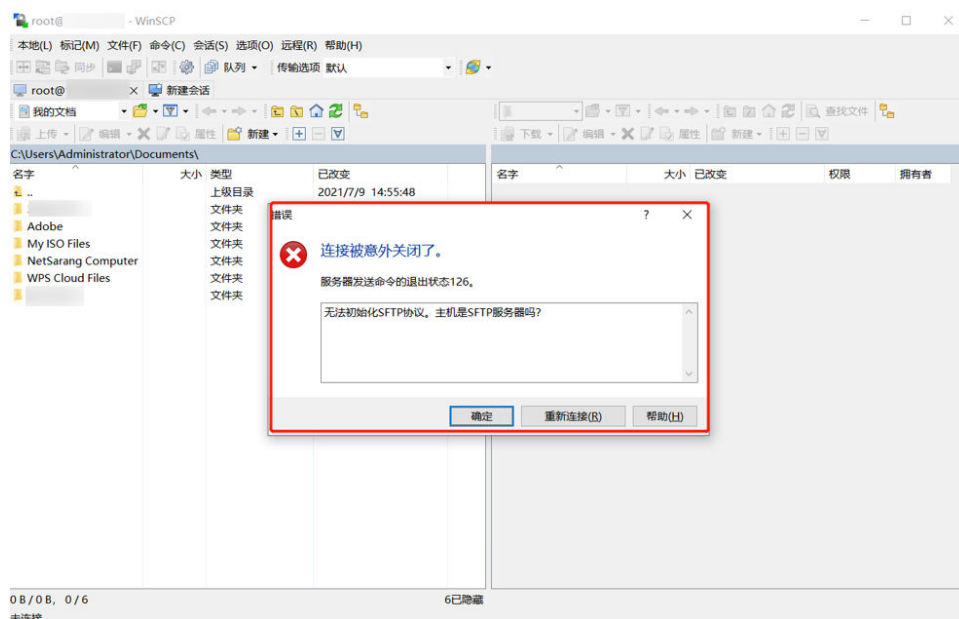 root@ - WinSCP
本地(L) 标记(M) 文件(F) 命令(C) 会话(S) 选项(O) 远程(R) 帮助(H)
同步 队列 传输选项 默认
root@ 新建会话
我的文档 查找文件
上传 编辑 属性 新建 下载 编辑 属性 新建
C:\Users\Administrator\Documents\
名字 大小 类型 已改变 名字 大小 已改变 权限 拥有者
.. 上级目录 2021/7/9 14:55:48
文件夹
Adobe 文件夹
My ISO Files 文件夹
NetSarang Computer 文件夹
WPS Cloud Files 文件夹
文件夹
错误 ?
连接被意外关闭了。
服务器发送命令的退出状态126。
无法初始化SFTP协议。主机是SFTP服务器吗?
确定 重新连接(R) 帮助(H)
0 B / 0 B, 0 / 6 6已隐藏
未连接